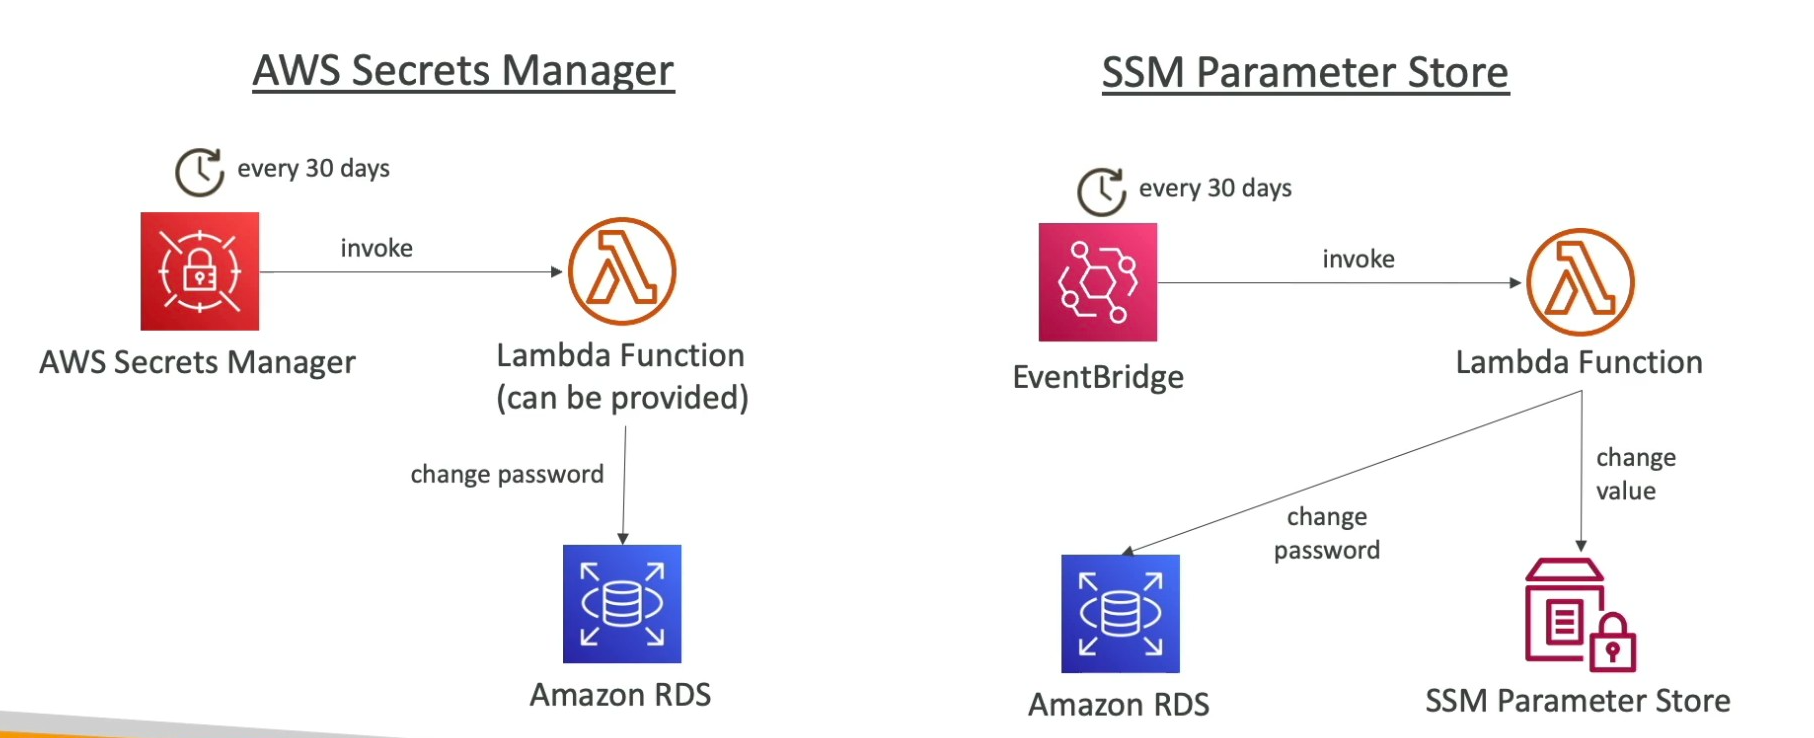 AWS Secrets Manager
every 30 days
invoke
AWS Secrets Manager
Lambda Function
(can be provided)
change password
Amazon RDS
SSM Parameter Store
every 30 days
invoke
EventBridge
Lambda Function
change
value
change
password
Amazon RDS
SSM Parameter Store